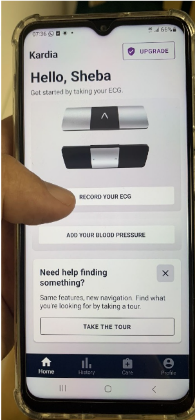 07:36
66%
Kardia
UPGRADE
Hello, Sheba
Get started by taking your ECG.
RECORD YOUR ECG
ADD YOUR BLOOD PRESSURE
Need help finding
something?
Same features, new navigation. Find what
you're looking for by taking a tour.
TAKE THE TOUR
Home
History
Care
Profile